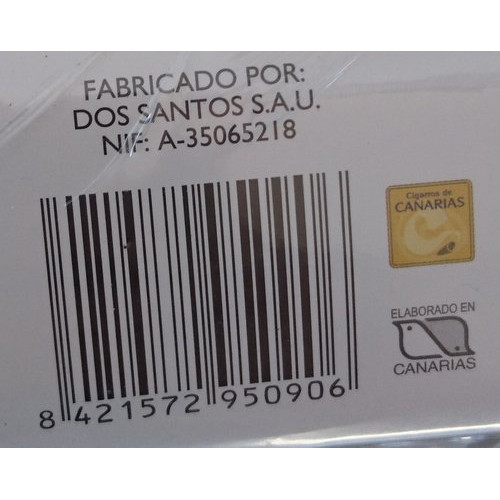 FABRICADO POR:
DOS SANTOS S.A.U.
NIF: A-35065218
Cigarros de
CANARIAS
ELABORADO EN
CANARIAS
8 421572 950906